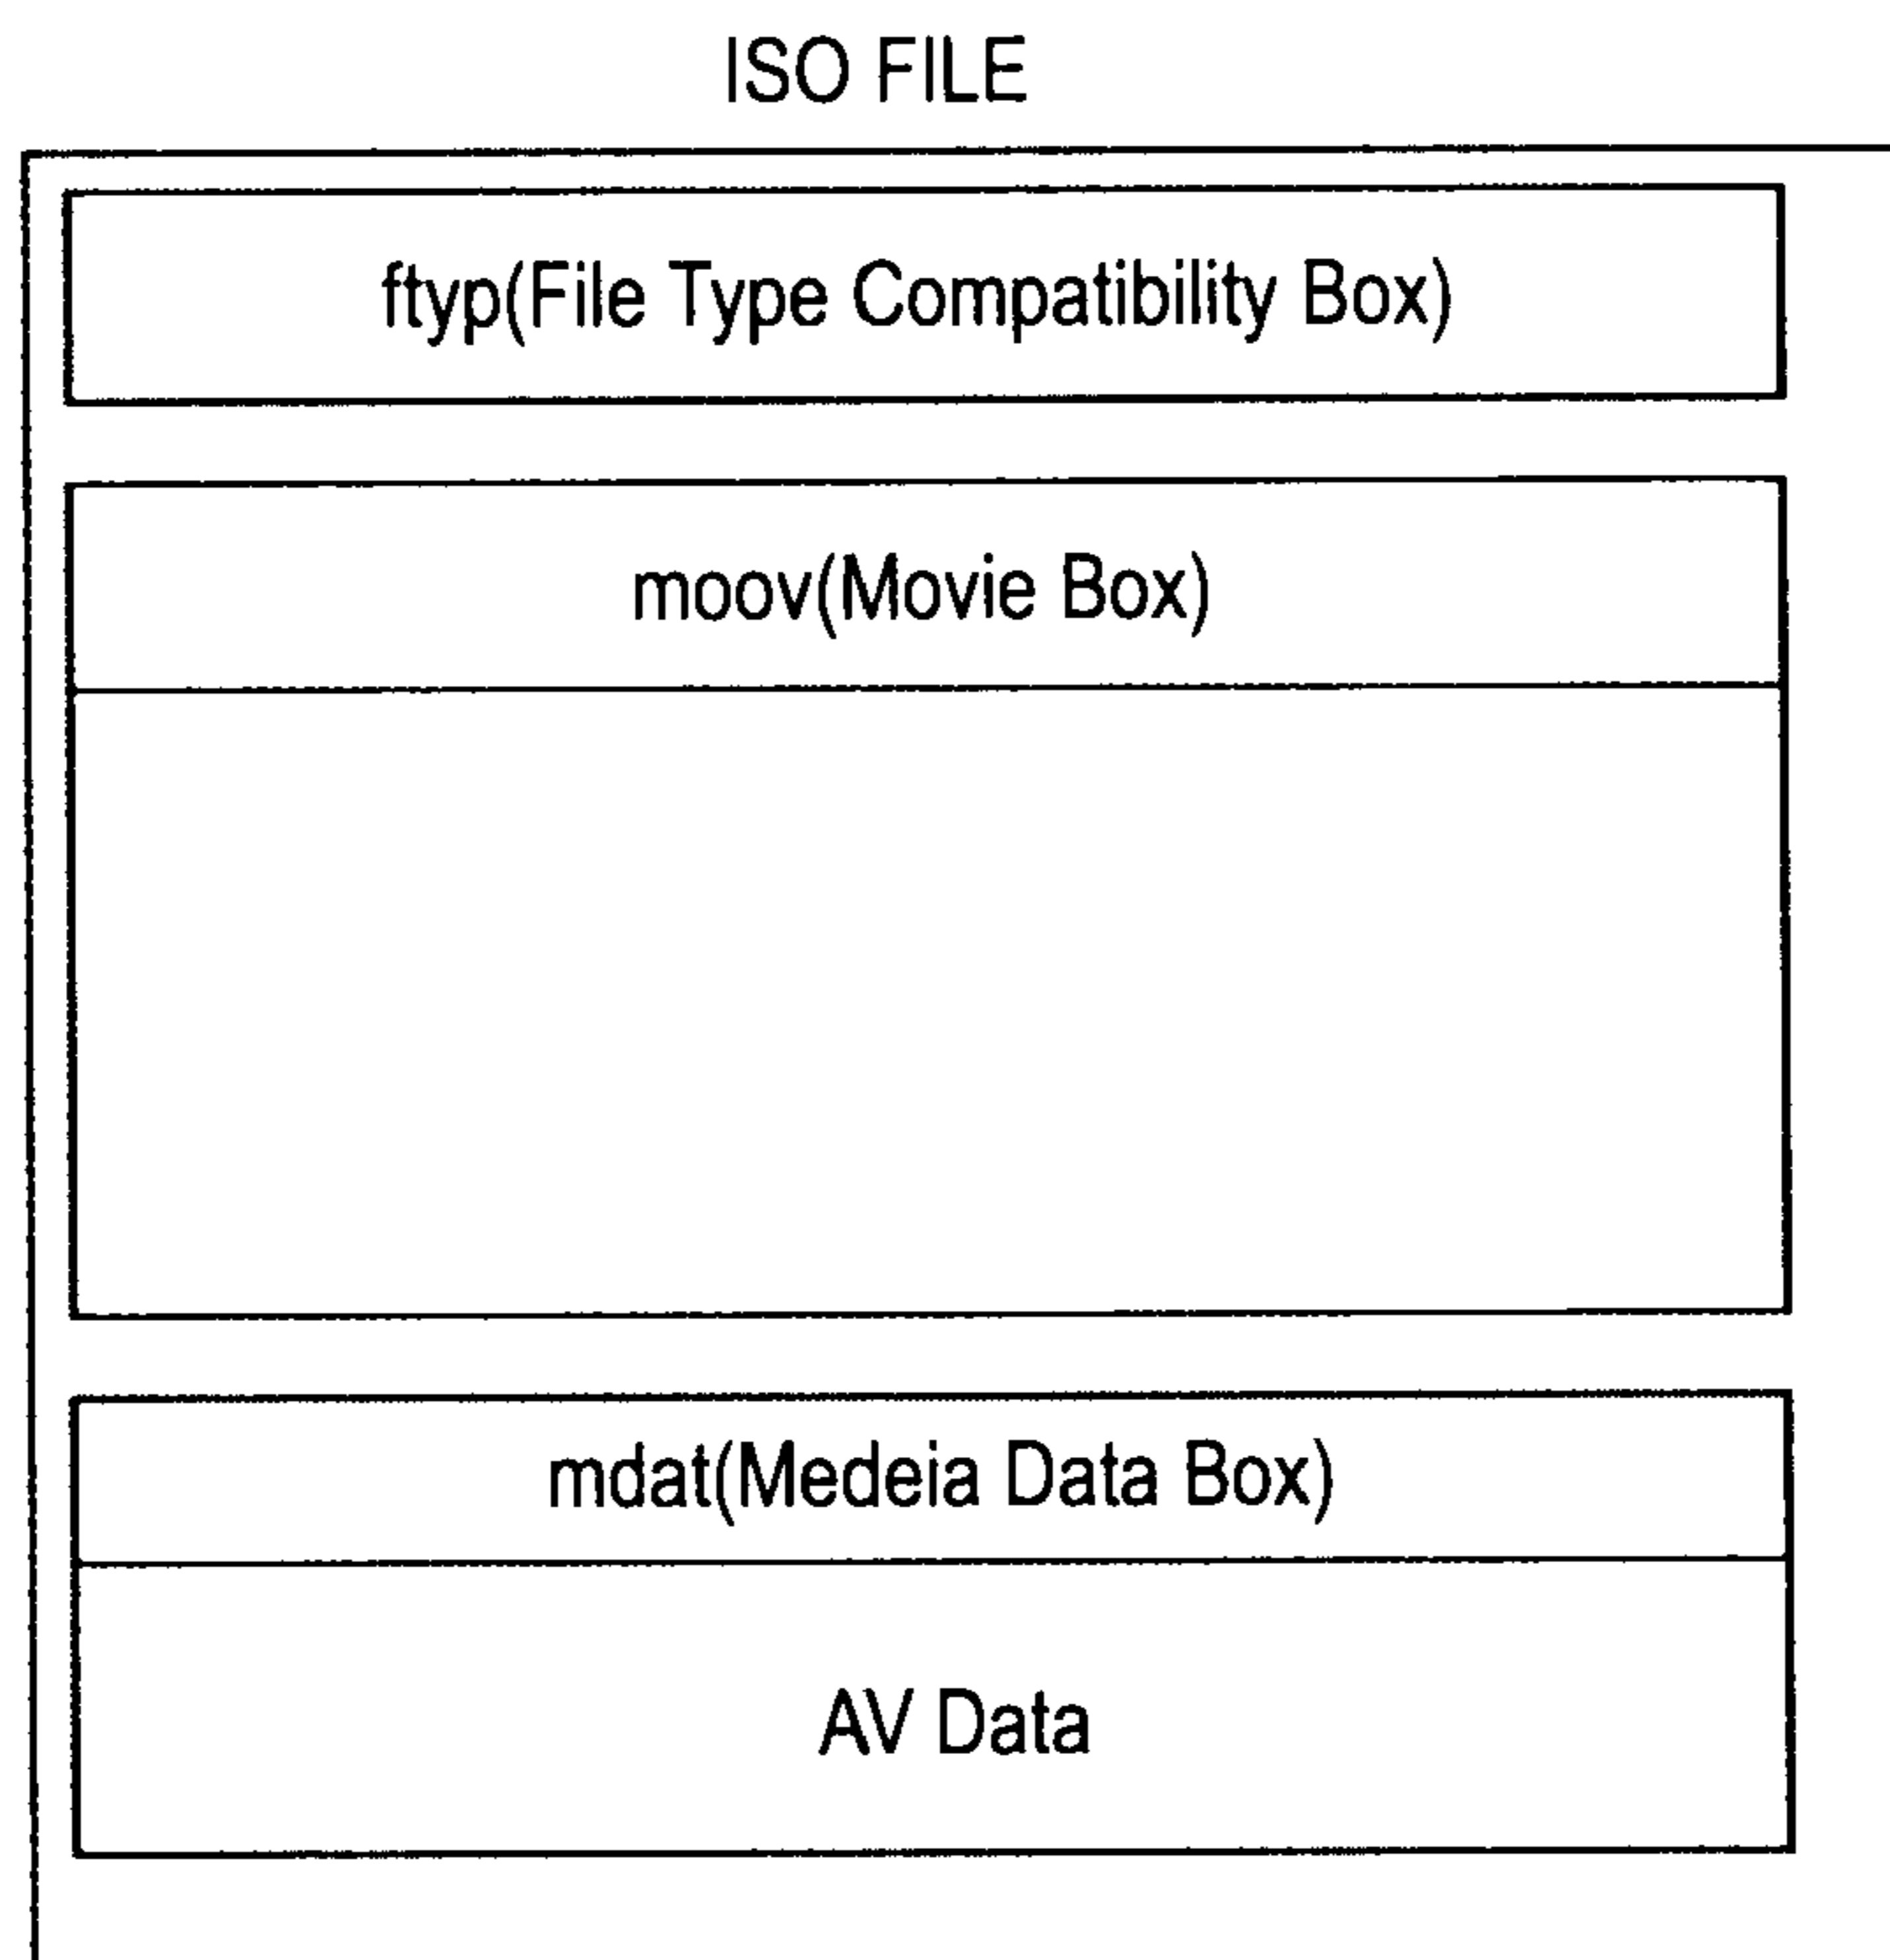 ISO FILE
ftyp(File Type Compatibility Box)
moov(Movie Box)
mdat(Medeia Data Box)
AV Data